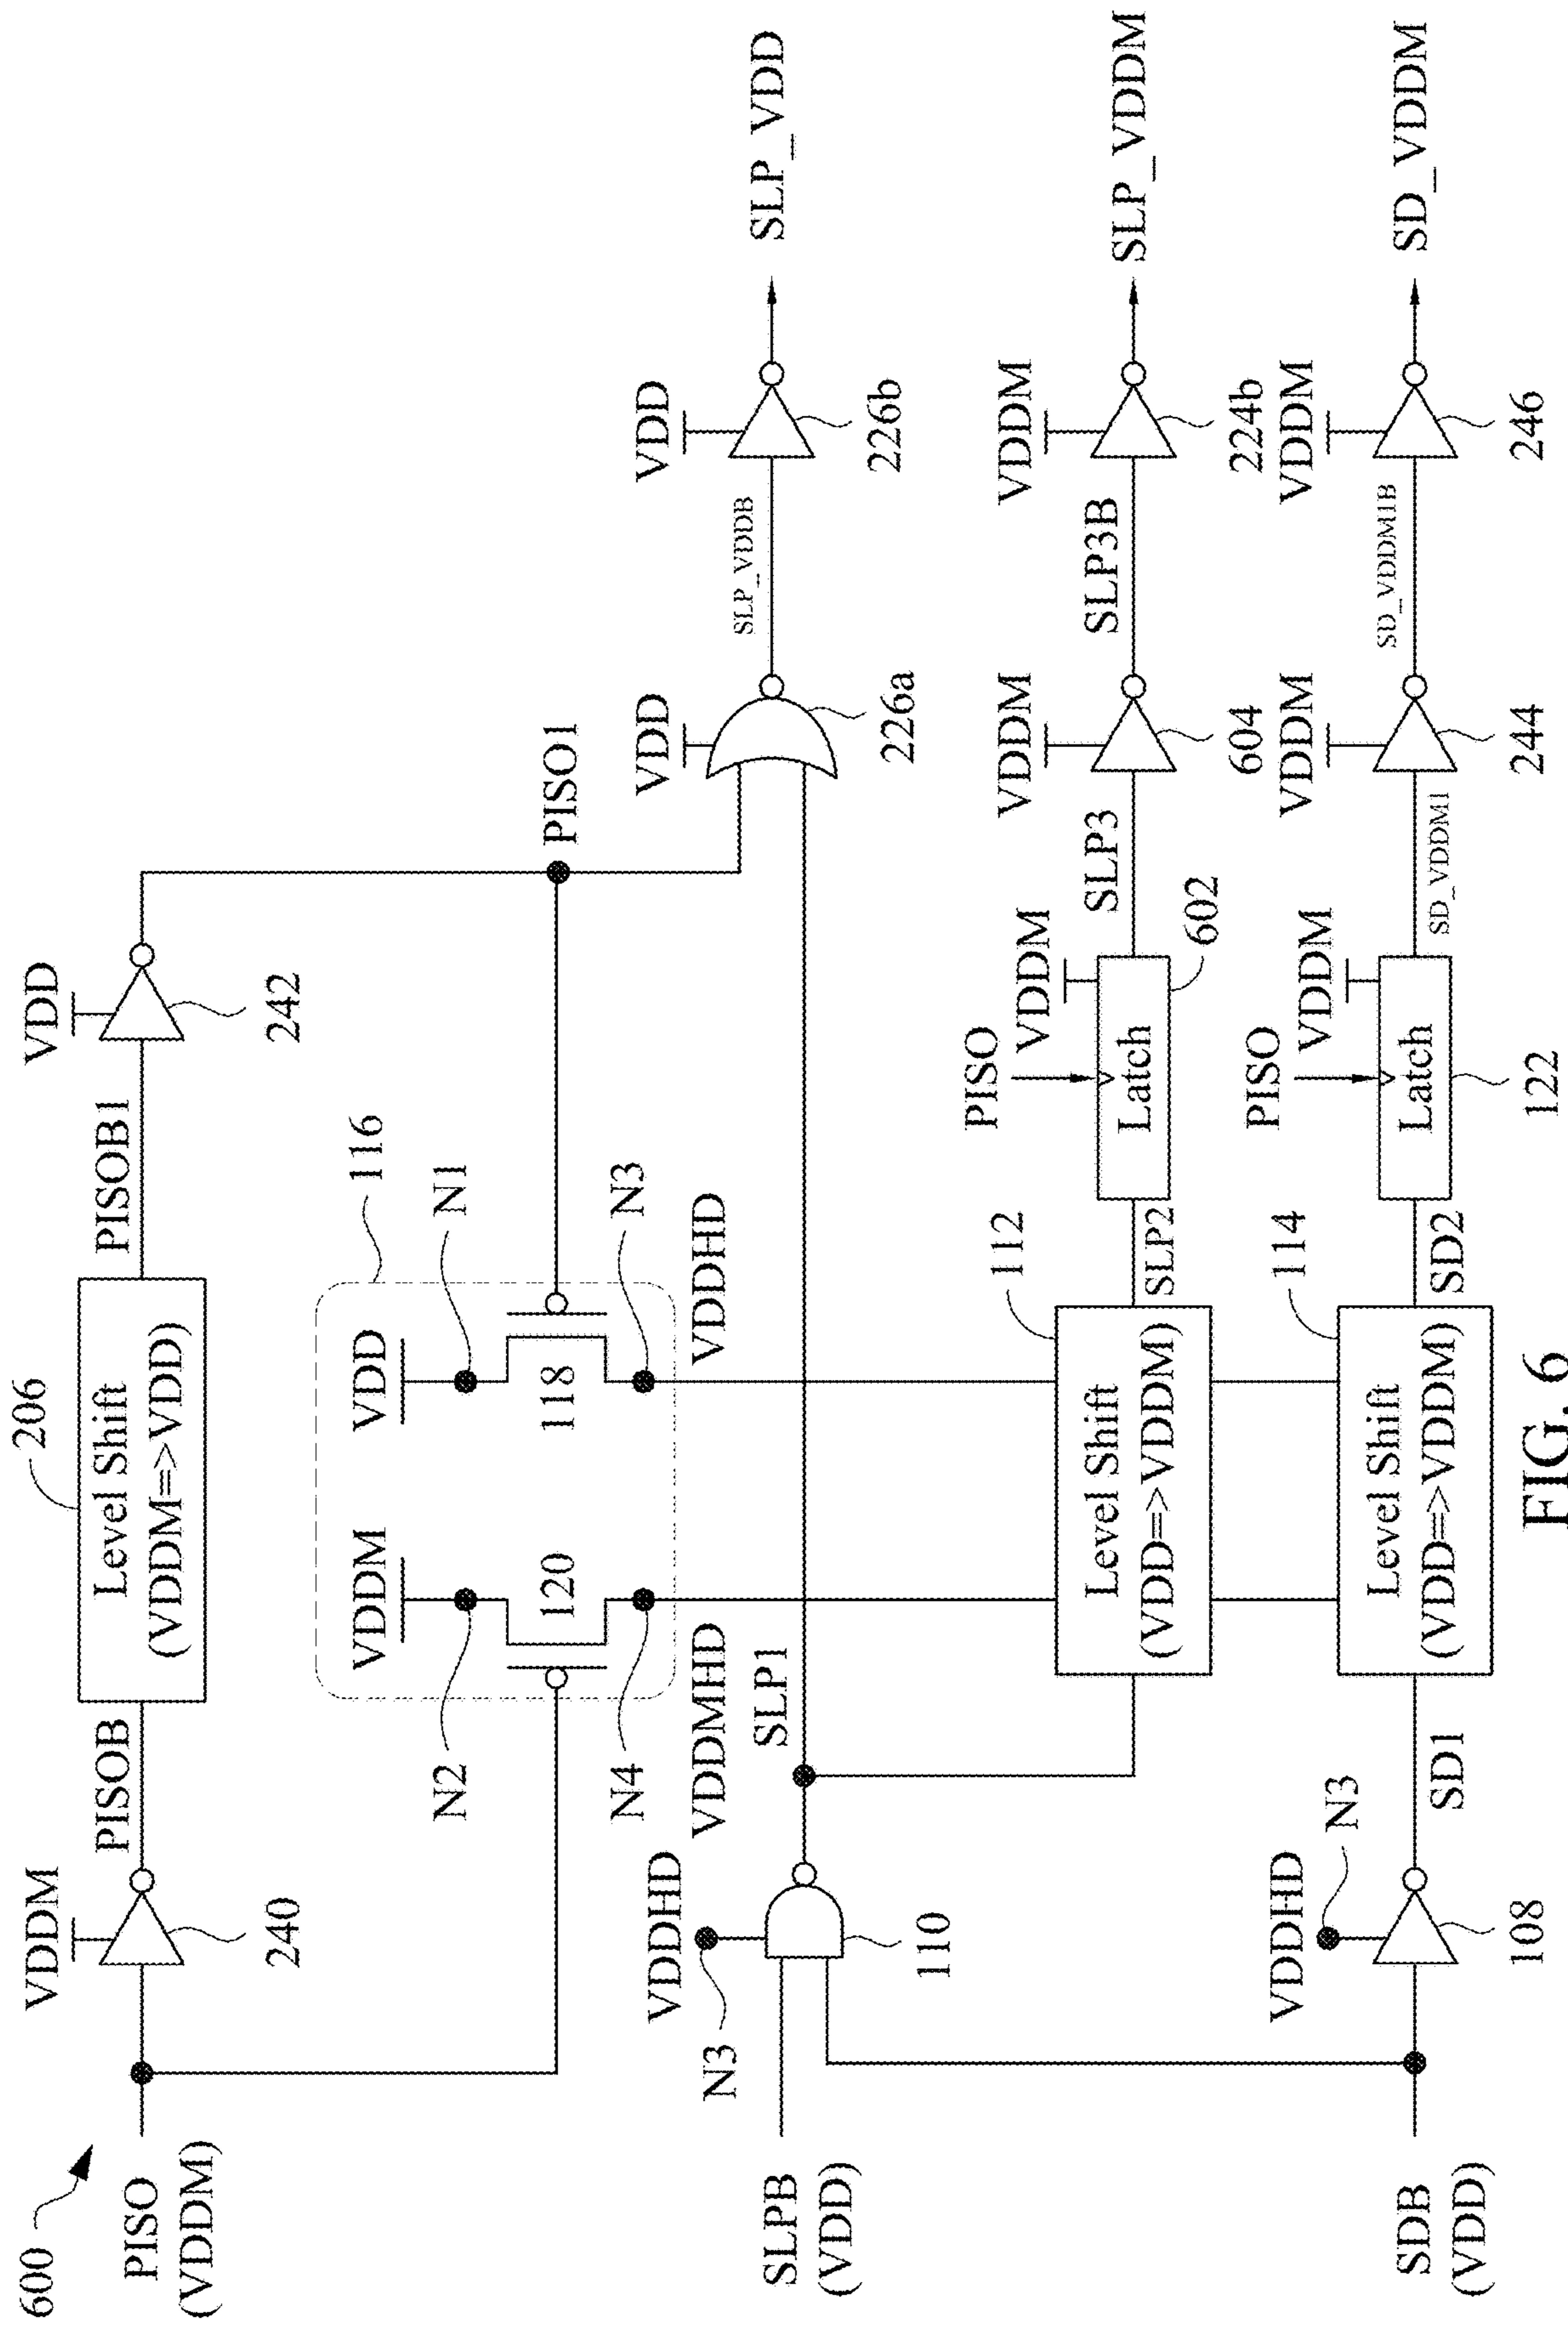 600
PISO
(VDDM)
VDDM
240
PISOB
206
Level Shift
(VDDM=>VDD)
PISOB1
VDD
242
PISO1
116
VDDM
N2
120
N4
VDDMHD
VDD
N1
118
N3
VDDHD
SLPB
(VDD)
N3
VDDHD
110
SLP1
VDD
226a
SLP_VDDB
VDD
226b
SLP_VDD
112
Level Shift
(VDD=>VDDM)
SLP2
PISO
VDDM
Latch
602
SLP3
VDDM
604
SLP3B
VDDM
224b
SLP_VDDM
SDB
(VDD)
VDDHD
N3
108
SD1
114
Level Shift
(VDD=>VDDM)
SD2
PISO
VDDM
Latch
122
SD_VDDM1
VDDM
244
SD_VDDM1B
VDDM
246
SD_VDDM
FIG. 6